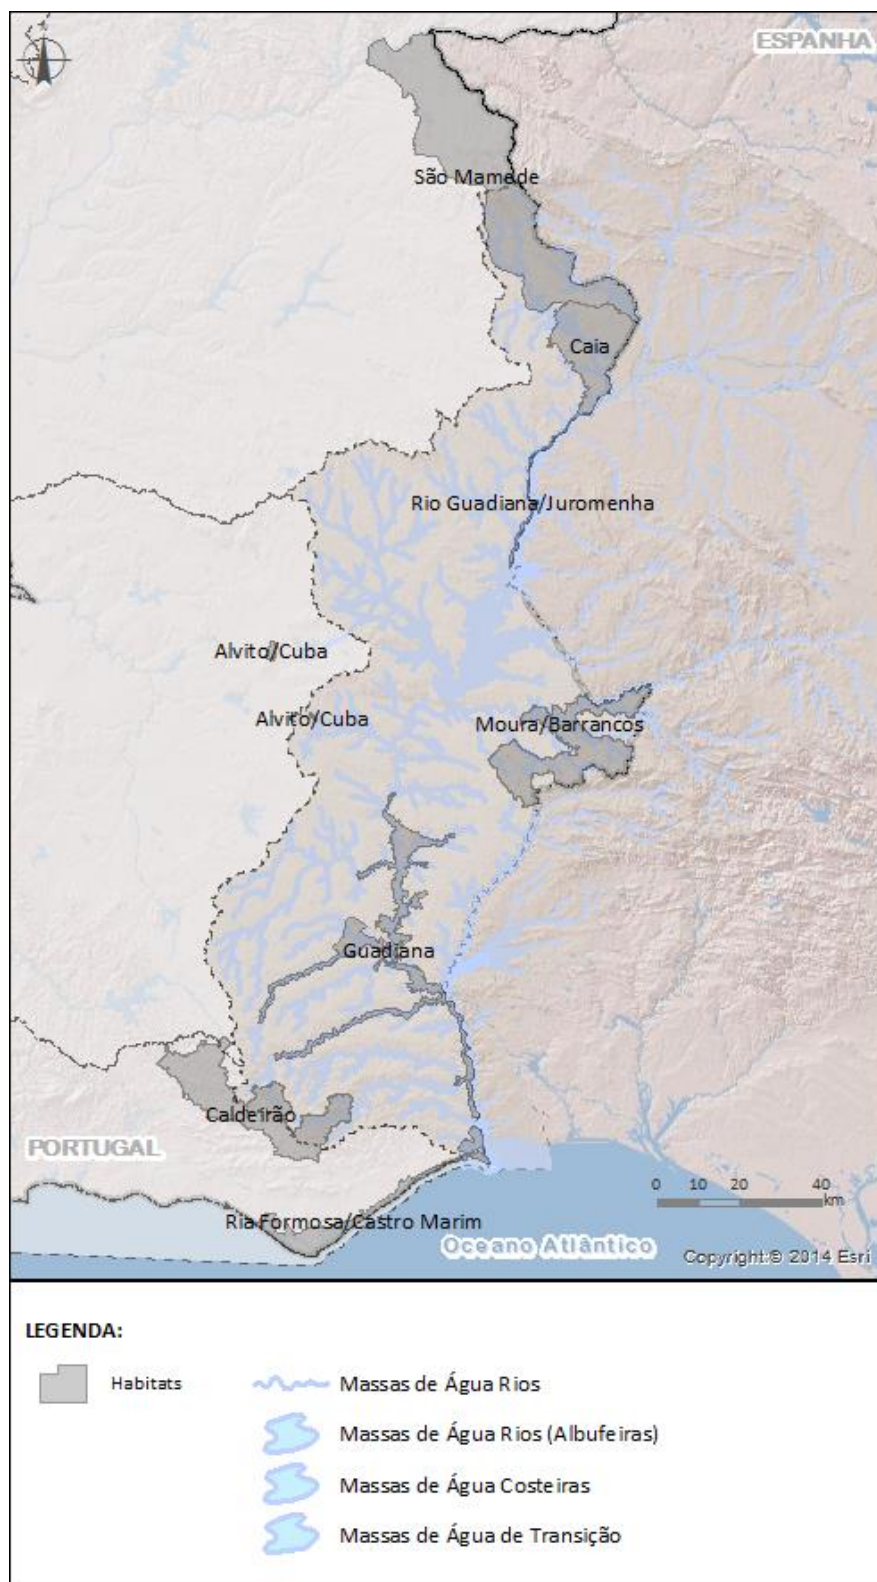 ESPANHA
São Mamede
Caia
Rio Guadiana/Juromenha
Alvito/Cuba
Alvito/Cuba
Moura/Barrancos
Guadiana
Caldeirão
PORTUGAL
0 10 20 40
km
Ria Formosa/Castro Marim
Oceano Atlântico
Copyright:© 2014 Esri
LEGENDA:
Habitats
Massas de Água Rios
Massas de Água Rios (Albufeiras)
Massas de Água Costeiras
Massas de Água de Transição